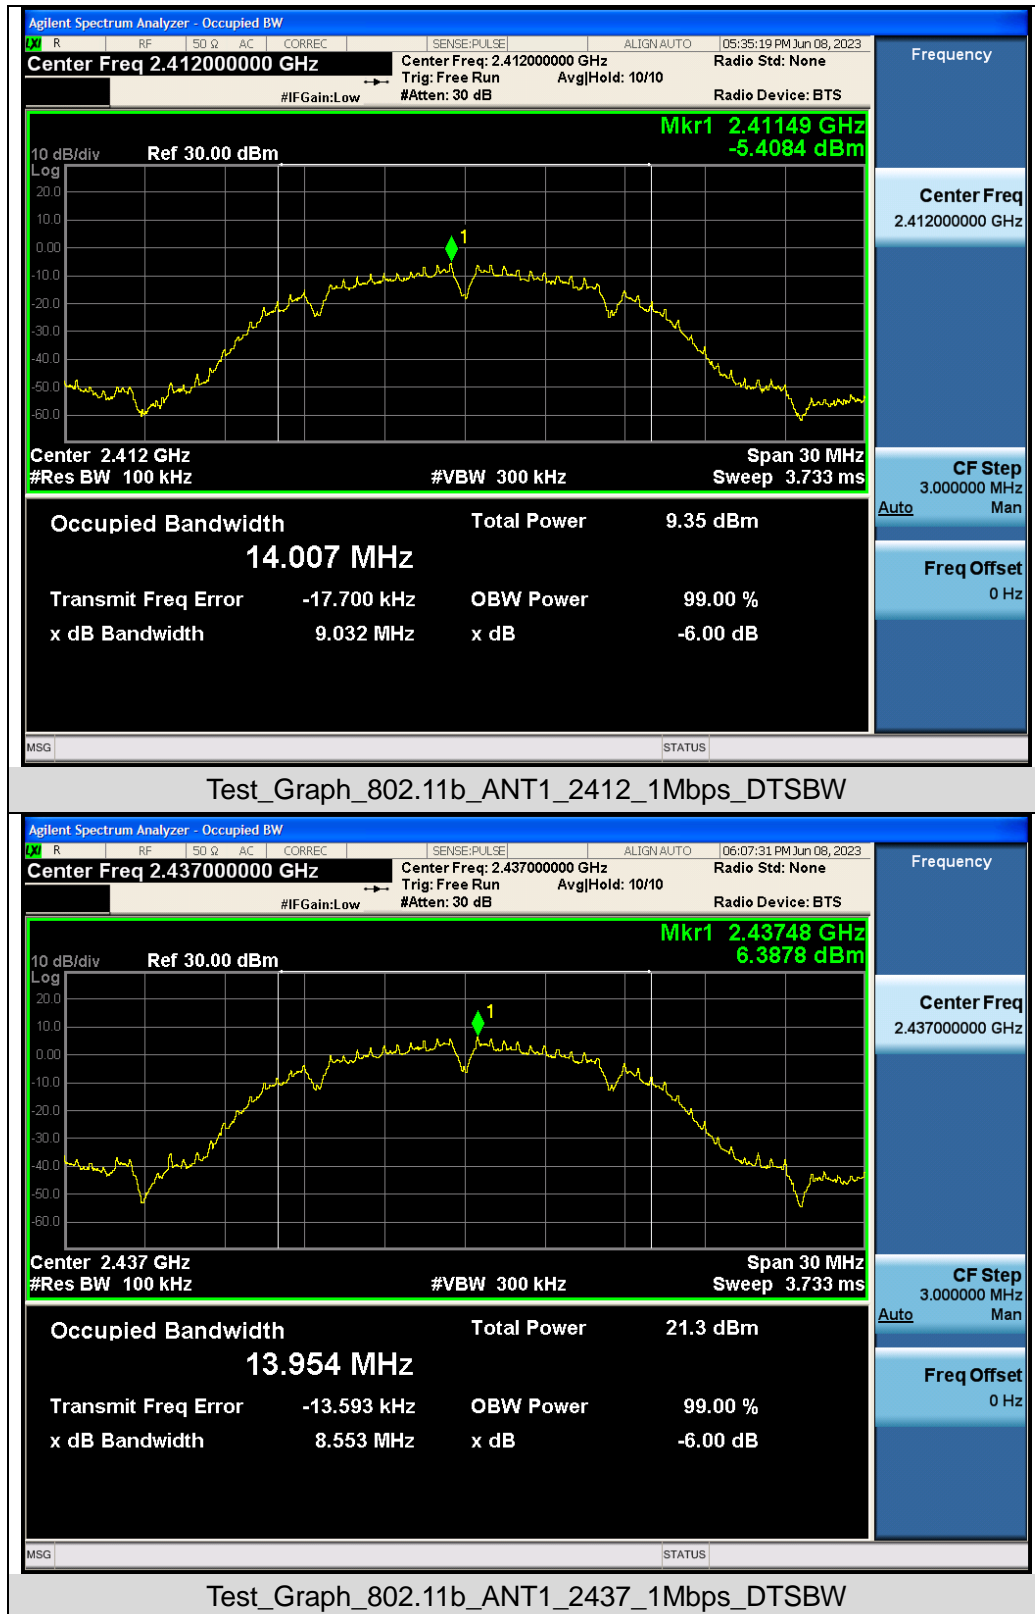 Agilent Spectrum Analyzer - Occupied BW
LXI R RF 50 Ω AC CORREC SENSE:PULSE ALIGN AUTO 05:35:19 PM Jun 08, 2023
Center Freq 2.412000000 GHz
Center Freq: 2.412000000 GHz
Radio Std: None
Trig: Free Run Avg|Hold: 10/10
#IFGain:Low
#Atten: 30 dB
Radio Device: BTS
Frequency
Mkr1 2.41149 GHz
-5.4084 dBm
10 dB/div Ref 30.00 dBm
Log
20.0
10.0
0.00
-10.0
-20.0
-30.0
-40.0
-50.0
-60.0
1
Center 2.412 GHz Span 30 MHz
#Res BW 100 kHz #VBW 300 kHz Sweep 3.733 ms
Center Freq
2.412000000 GHz
CF Step
3.000000 MHz
Auto Man
Freq Offset
0 Hz
Occupied Bandwidth Total Power 9.35 dBm
14.007 MHz
Transmit Freq Error -17.700 kHz OBW Power 99.00 %
x dB Bandwidth 9.032 MHz x dB -6.00 dB
MSG STATUS
Test_Graph_802.11b_ANT1_2412_1Mbps_DTSBW
Agilent Spectrum Analyzer - Occupied BW
LXI R RF 50 Ω AC CORREC SENSE:PULSE ALIGN AUTO 06:07:31 PM Jun 08, 2023
Center Freq 2.437000000 GHz
Center Freq: 2.437000000 GHz
Radio Std: None
Trig: Free Run Avg|Hold: 10/10
#IFGain:Low
#Atten: 30 dB
Radio Device: BTS
Frequency
Mkr1 2.43748 GHz
6.3878 dBm
10 dB/div Ref 30.00 dBm
Log
20.0
10.0
0.00
-10.0
-20.0
-30.0
-40.0
-50.0
-60.0
1
Center 2.437 GHz Span 30 MHz
#Res BW 100 kHz #VBW 300 kHz Sweep 3.733 ms
Center Freq
2.437000000 GHz
CF Step
3.000000 MHz
Auto Man
Freq Offset
0 Hz
Occupied Bandwidth Total Power 21.3 dBm
13.954 MHz
Transmit Freq Error -13.593 kHz OBW Power 99.00 %
x dB Bandwidth 8.553 MHz x dB -6.00 dB
MSG STATUS
Test_Graph_802.11b_ANT1_2437_1Mbps_DTSBW